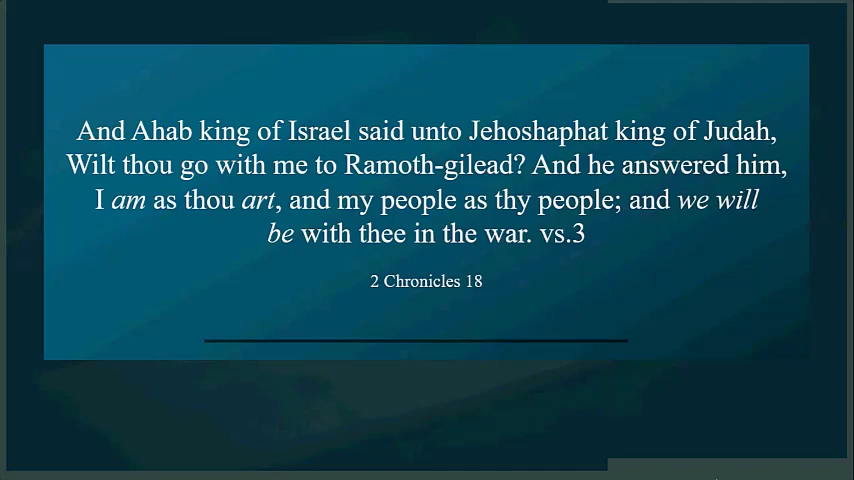 And Ahab king of Israel said unto Jehoshaphat king of Judah,
Wilt thou go with me to Ramoth-gilead? And he answered him,
I am as thou art, and my people as thy people; and we will
be with thee in the war. vs.3
2 Chronicles 18